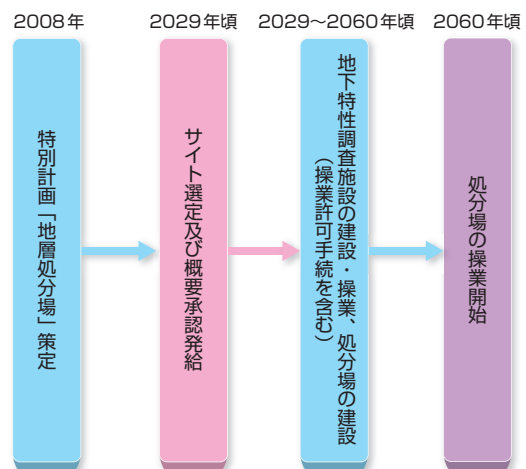 2008年
2029年頃
2029～2060年頃
2060年頃
特別計画「地層処分場」策定
サイト選定及び概要承認発給
地下特性調査施設の建設・操業、処分場の建設
（操業許可手続を含む）
処分場の操業開始